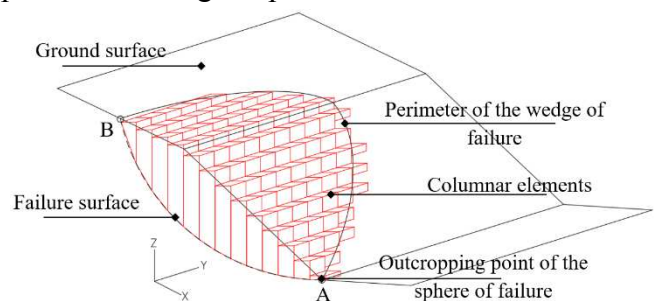 Ground surface
B
Perimeter of the wedge of
failure
Columnar elements
Failure surface
Z
Y
X
A
Outcropping point of the
sphere of failure